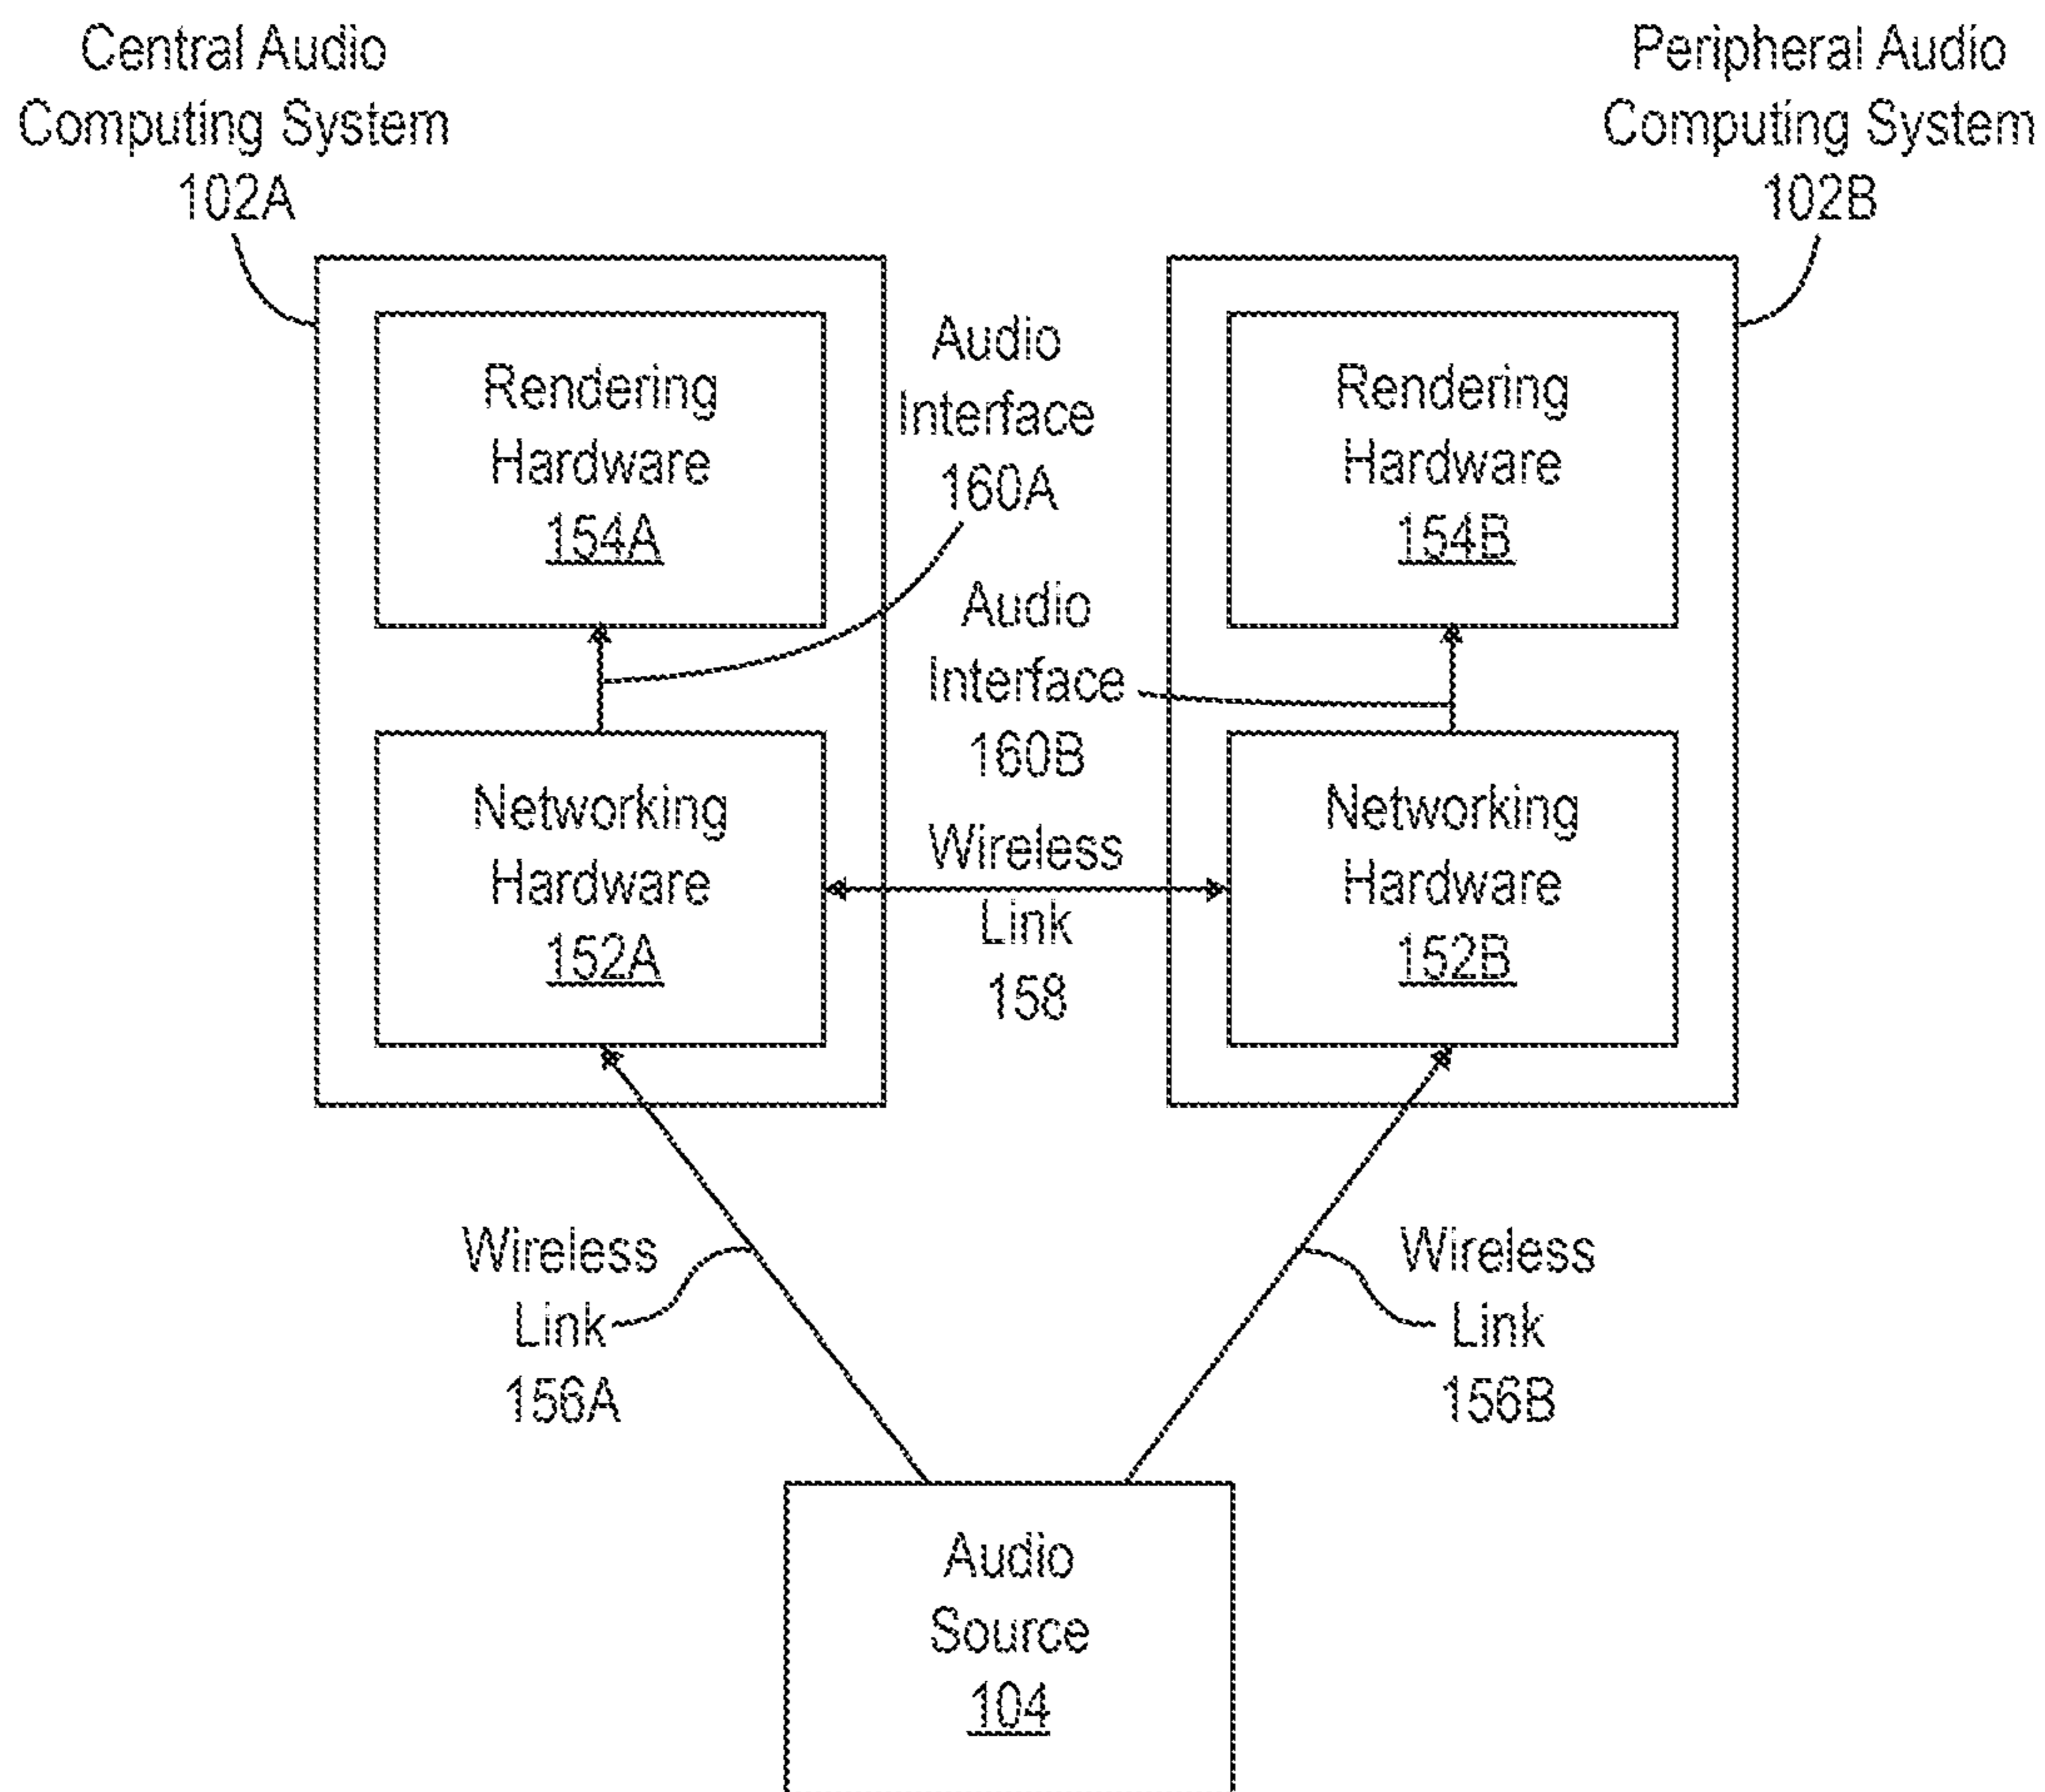 Central Audio
Computing System
102A
Peripheral Audio
Computing System
102B
Rendering
Hardware
154A
Audio
Interface
160A
Rendering
Hardware
154B
Audio
Interface
160B
Networking
Hardware
152A
Wireless
Link
158
Networking
Hardware
152B
Wireless
Link
156A
Wireless
Link
156B
Audio
Source
104